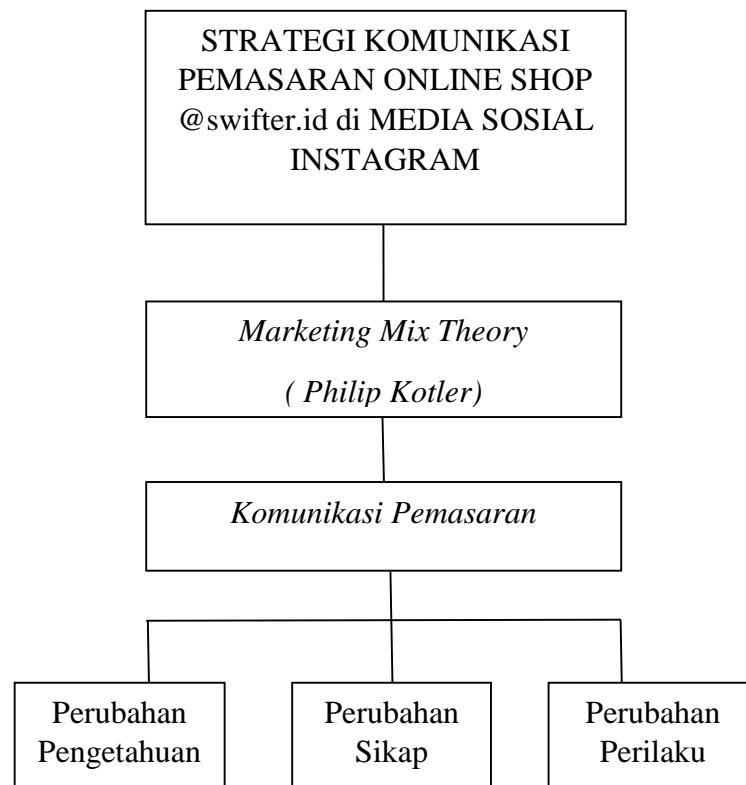 STRATEGI KOMUNIKASI
PEMASARAN ONLINE SHOP
@swifter.id di MEDIA SOSIAL
INSTAGRAM
Marketing Mix Theory
( Philip Kotler)
Komunikasi Pemasaran
Perubahan
Pengetahuan
Perubahan
Sikap
Perubahan
Perilaku